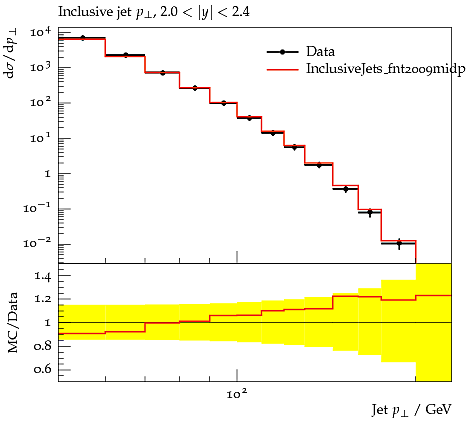 Inclusive jet p⊥, 2.0 < |y| < 2.4
dσ/dp⊥
10⁴
10³
10²
10¹
1
10⁻¹
10⁻²
Data
InclusiveJets_fnt2009midp
MC/Data
1.4
1.2
1
0.8
0.6
10²
Jet p⊥ / GeV